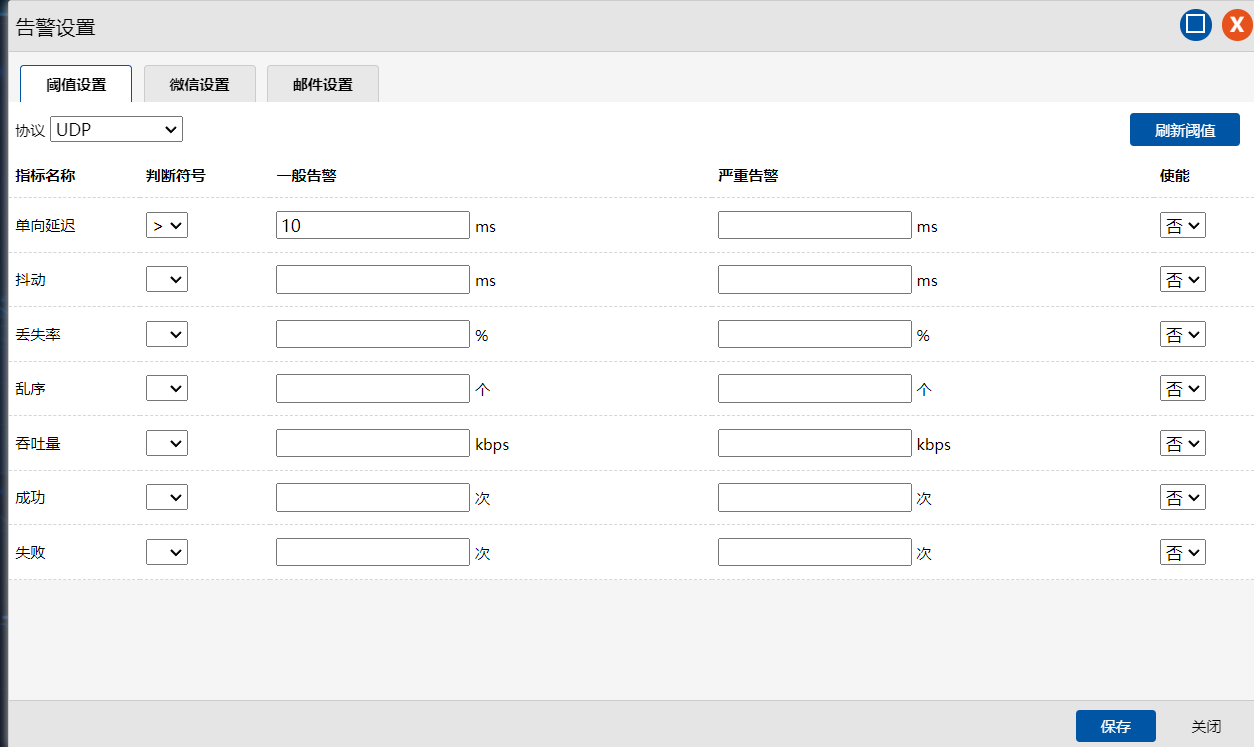 告警设置
X
阈值设置 微信设置 邮件设置
协议 UDP 刷新阈值
指标名称 判断符号 一般告警 严重告警 使能
单向延迟 > 10 ms ms 否
抖动 ms ms 否
丢失率 % % 否
乱序 个 个 否
吞吐量 kbps kbps 否
成功 次 次 否
失败 次 次 否
保存 关闭